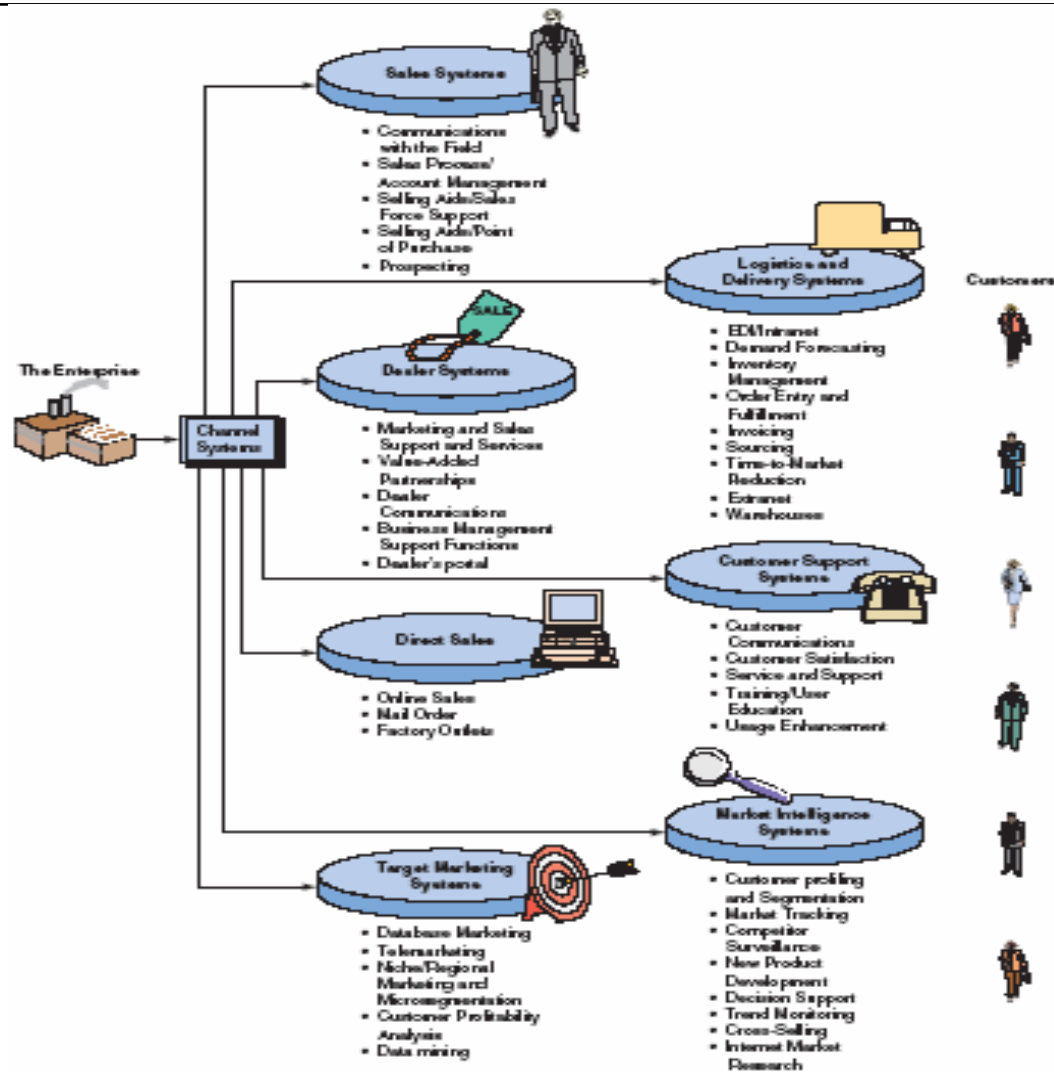 Sales Systems
• Communications
with the Field
• Sales Process/
Account Management
• Selling Aids/Sales
Force Support
• Selling Aids/Point
of Purchase
• Prospecting
Logistics and
Delivery Systems
• EDI/Intranet
• Demand Forecasting
• Inventory
Management
• Order Entry and
Fulfillment
• Invoicing
• Sourcing
• Time-to-Market
Reduction
• Extranet
• Warehouses
Customers
The Enterprise
Channel
Systems
SALE
Dealer Systems
• Marketing and Sales
Support and Services
• Value-Added
Partnerships
• Dealer
Communications
• Business Management
Support Functions
• Dealer's portal
Customer Support
Systems
• Customer
Communications
• Customer Satisfaction
• Service and Support
• Training/User
Education
• Usage Enhancement
Direct Sales
• Online Sales
• Mail Order
• Factory Outlets
Market Intelligence
Systems
• Customer profiling
and Segmentation
• Market Tracking
• Competitor
Surveillance
• New Product
Development
• Decision Support
• Trend Monitoring
• Cross-Selling
• Internet Market
Research
Target Marketing
Systems
• Database Marketing
• Telemarketing
• Niche/Regional
Marketing and
Microsegmentation
• Customer Profitability
Analysis
• Data mining